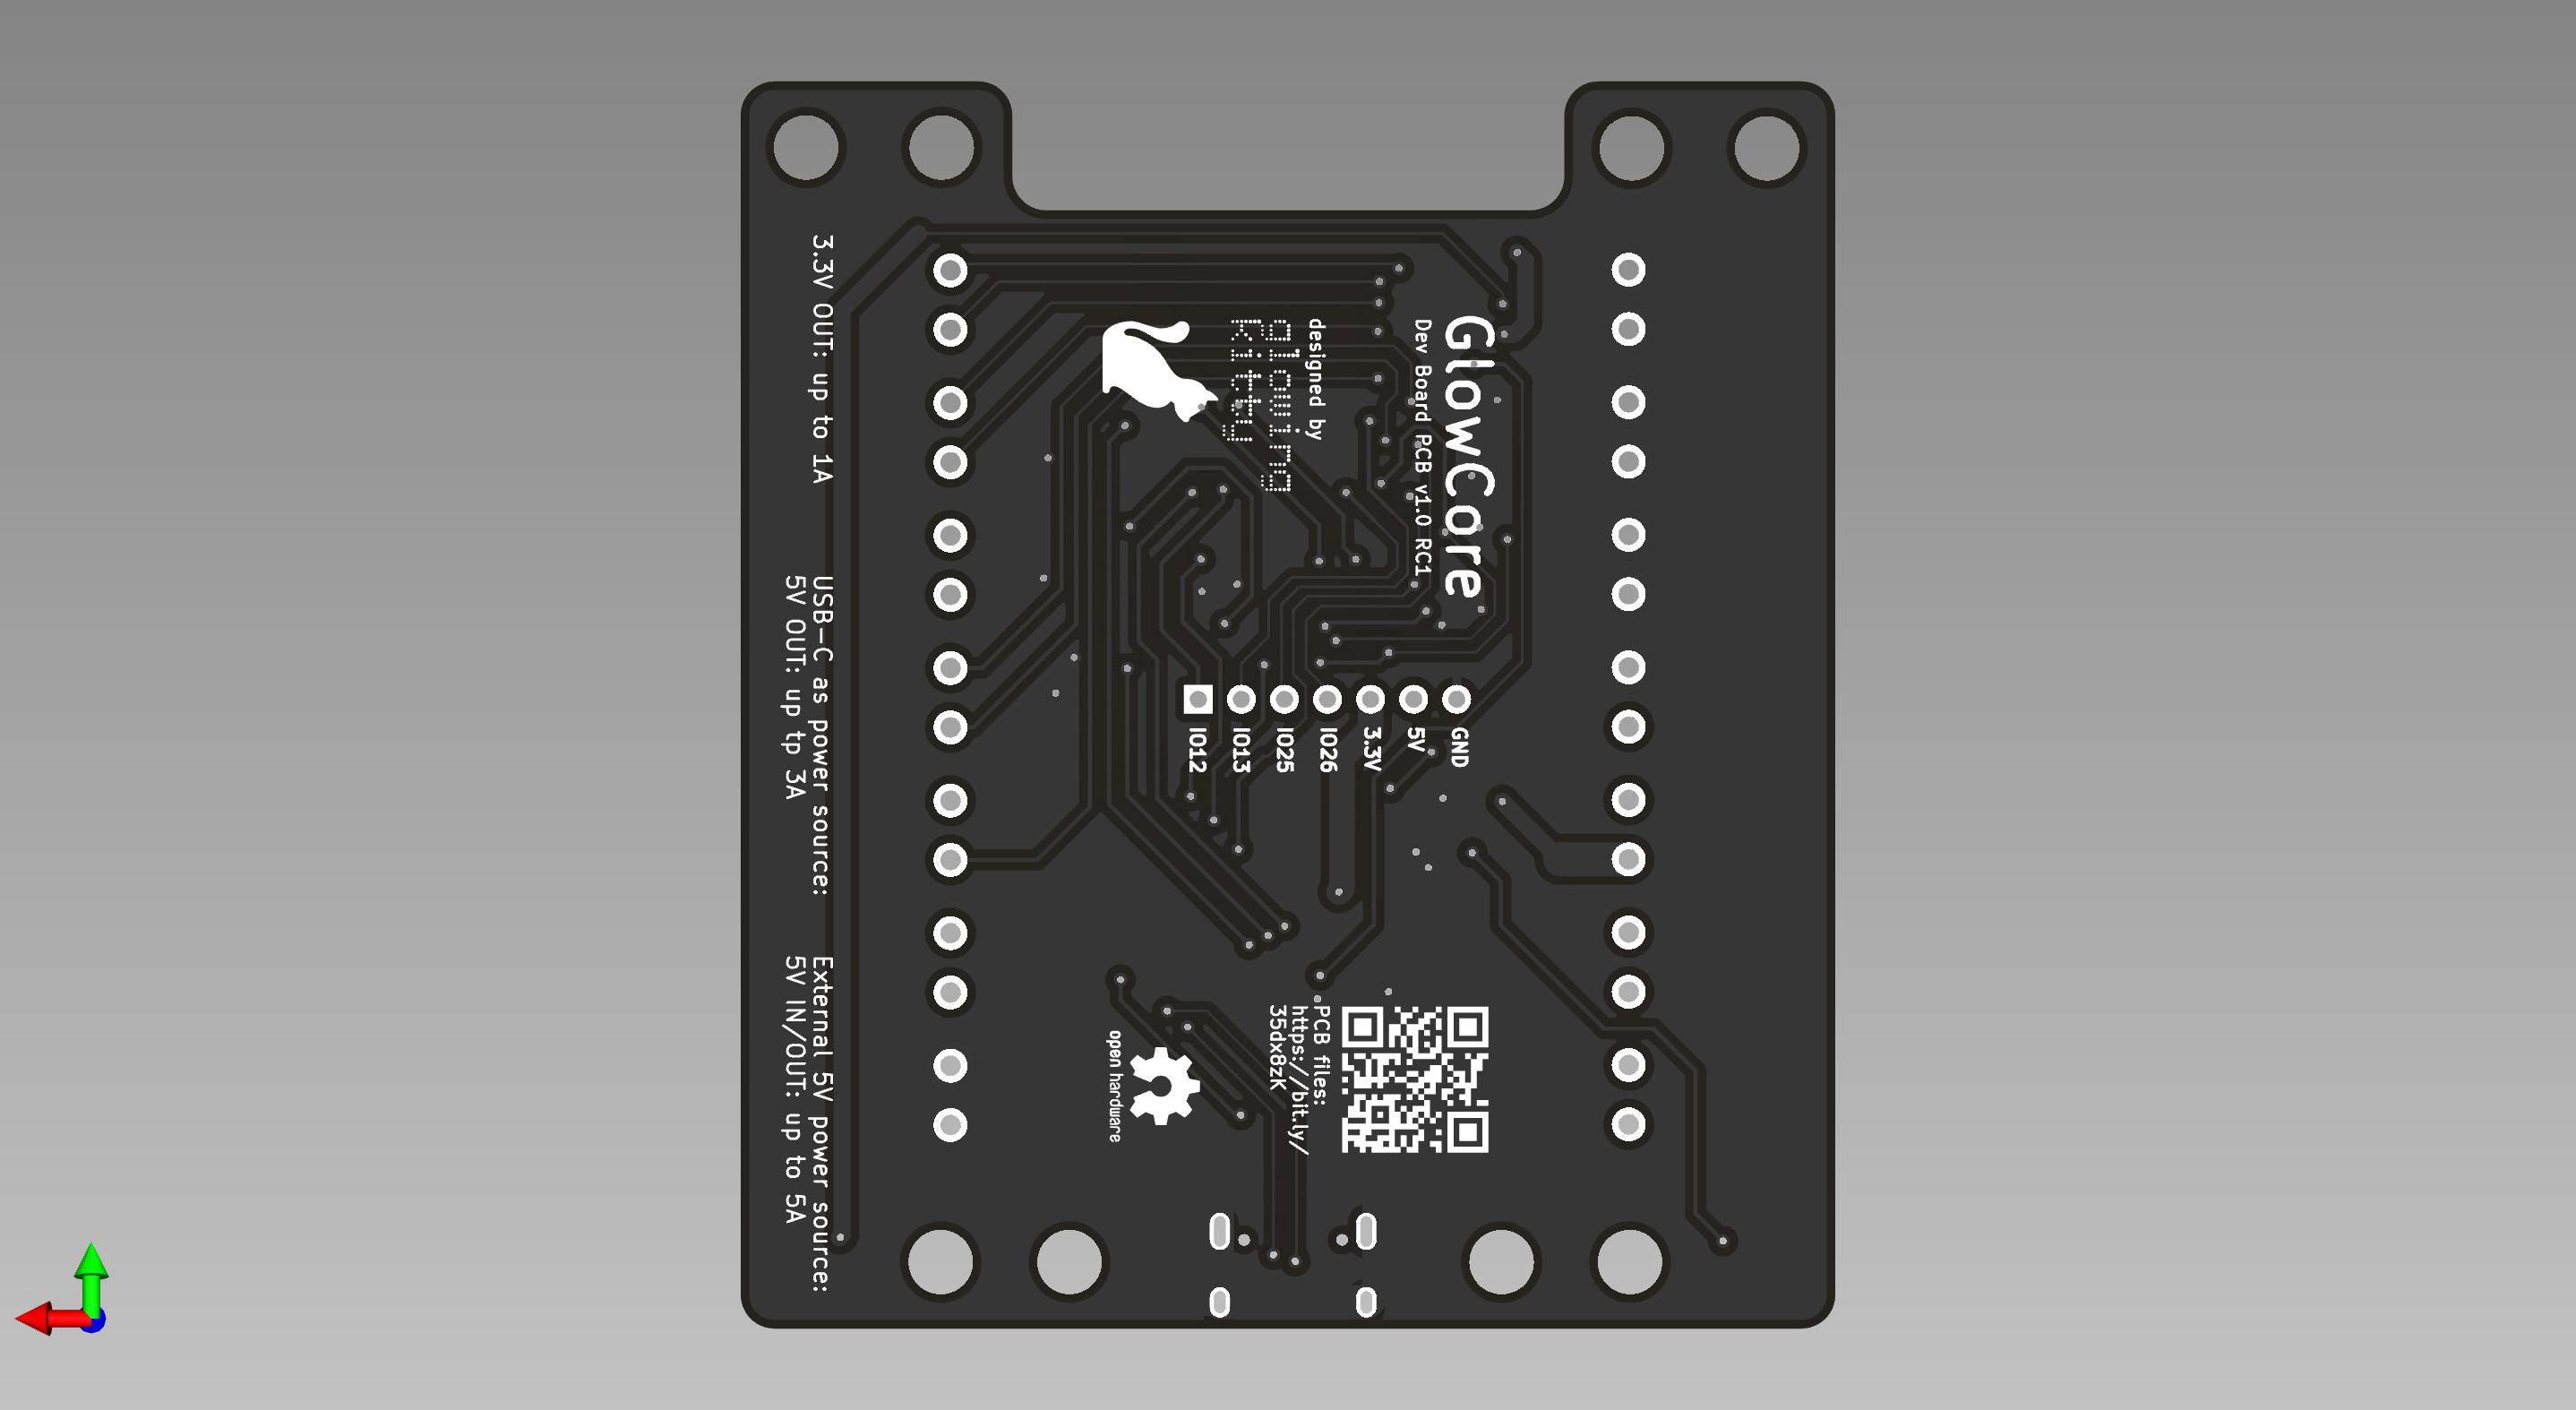 GlowCore
Dev Board PCB v1.0 RC1
designed by
glowing
kitty
IO12
IO13
IO25
IO26
3.3V
5V
GND
3.3V OUT: up to 1A
USB-C as power source:
5V OUT: up tp 3A
External 5V power source:
5V IN/OUT: up to 5A
PCB files:
https://bit.ly/
35dx8zK
open hardware